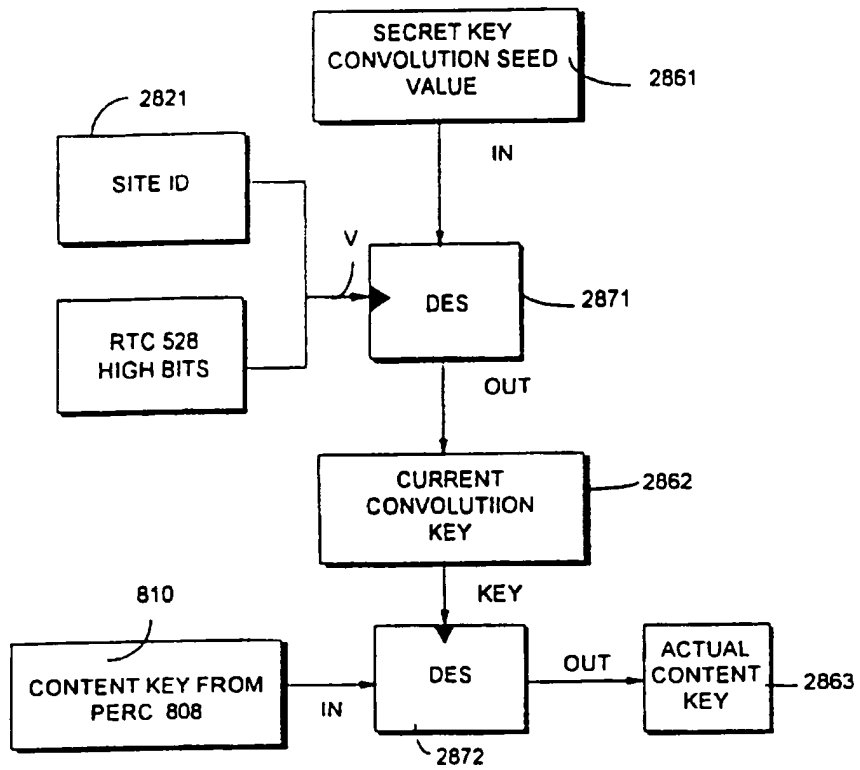 SECRET KEY
CONVOLUTION SEED
VALUE
2861
2821
SITE ID
IN
V
DES
2871
RTC 528
HIGH BITS
OUT
CURRENT
CONVOLUTIION
KEY
2862
KEY
810
CONTENT KEY FROM
PERC 808
IN
DES
OUT
ACTUAL
CONTENT
KEY
2863
2872